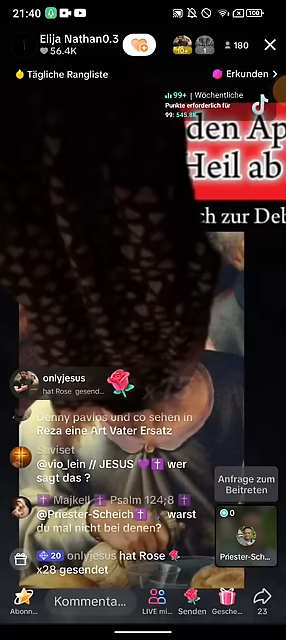 21:40
100
Elija Nathan0.3
56.4K
10+
1
180
Tägliche Rangliste
Erkunden >
99+ | Wöchentliche
Punkte erforderlich für
99: 545.8K
den Ap
Heil ab
ch zur Deb
onlyjesus
hat Rose gesend...
Denny pavlos und co sehen in
Reza eine Art Vater Ersatz
Saviset
@vio_lein // JESUS 💜✝️ wer
sagt das ?
✝️ Majkell ✝️ Psalm 124;8 ✝️
@Priester-Scheich ✝️ warst
du mal nicht bei denen?
20 onlyjesus hat Rose 🌹
x28 gesendet
Anfrage zum
Beitreten
0
Priester-Sch...
Abonn...
Kommenta...
LIVE mi...
Senden
Gesche...
23